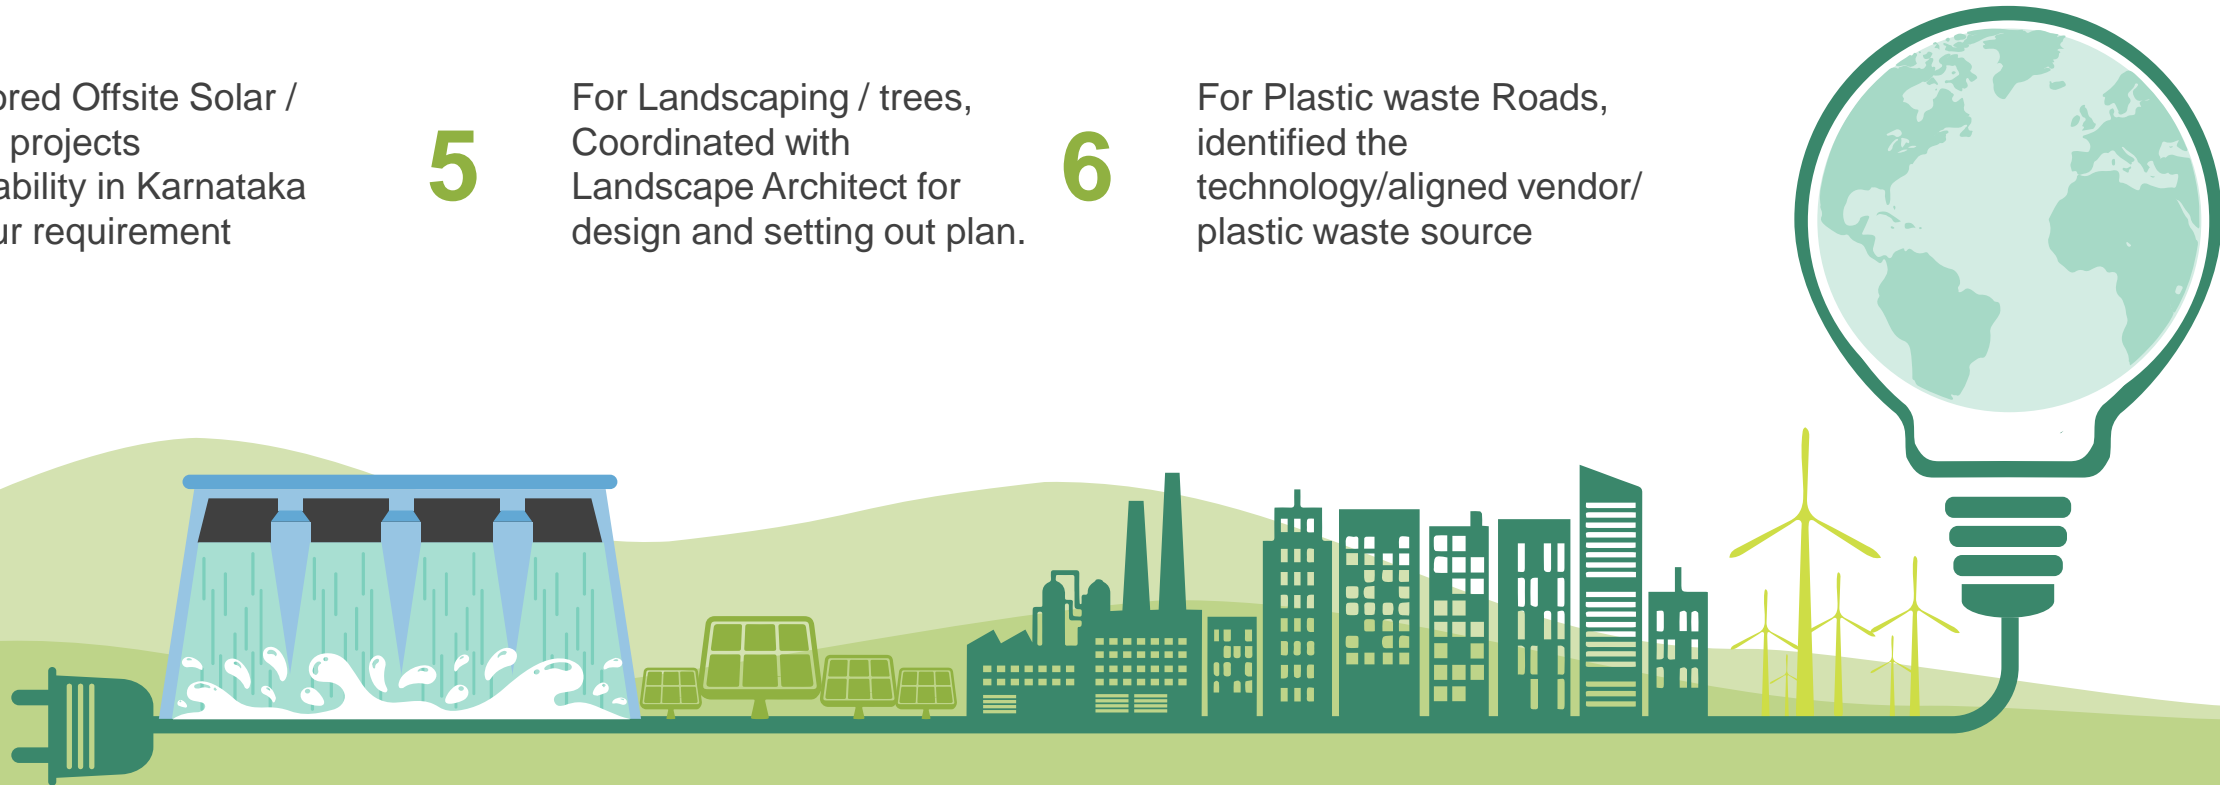 ored Offsite Solar /
projects
ability in Karnataka
ur requirement
5
For Landscaping / trees,
Coordinated with
Landscape Architect for
design and setting out plan.
6
For Plastic waste Roads,
identified the
technology/aligned vendor/
plastic waste source